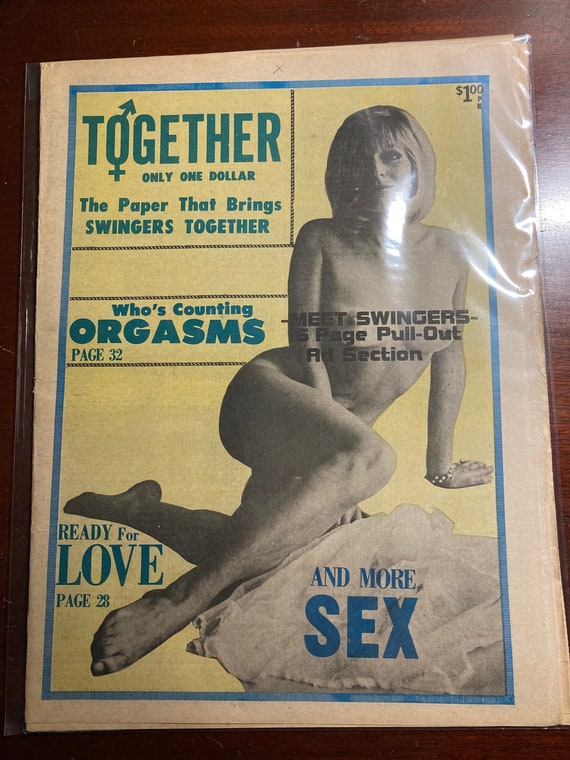 $1.00
TOGETHER
ONLY ONE DOLLAR
The Paper That Brings
SWINGERS TOGETHER
Who's Counting
ORGASMS
PAGE 32
-MEET SWINGERS-
Page Pull-Out
Ad Section
READY For
LOVE
PAGE 28
AND MORE
SEX